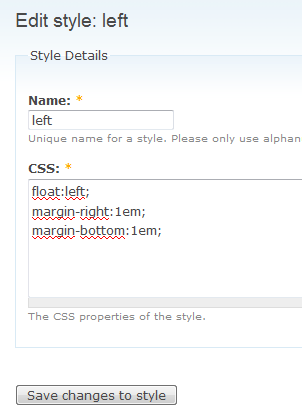 Edit style: left
Style Details
Name: *
left
Unique name for a style. Please only use alphan
CSS: *
float:left;
margin-right:1em;
margin-bottom:1em;
The CSS properties of the style.
Save changes to style